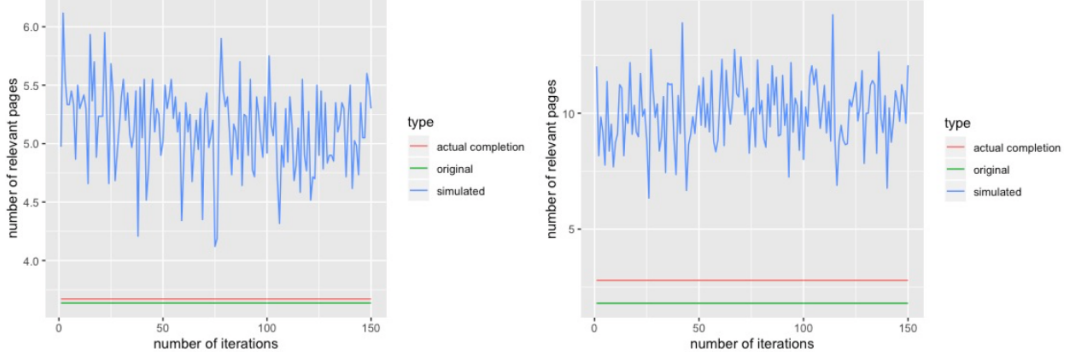 number of relevant pages
6.0
5.5
5.0
4.5
4.0
0
50
100
150
number of iterations
type
actual completion
original
simulated
number of relevant pages
10
5
0
50
100
150
number of iterations
type
actual completion
original
simulated